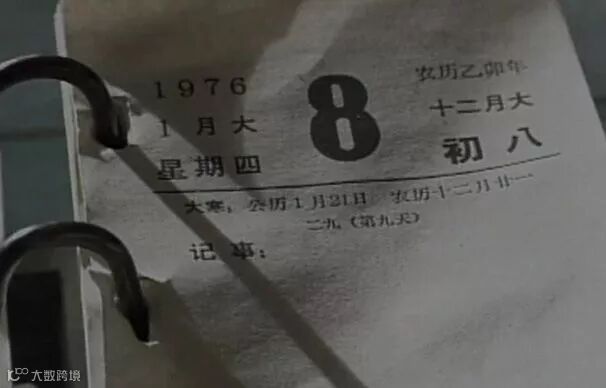 1976
1月大
星期四
8
农历乙卯年
十二月大
初八
大寒，公历1月21日 农历十二月廿一
二九（第九天）
记事：
大数跨境